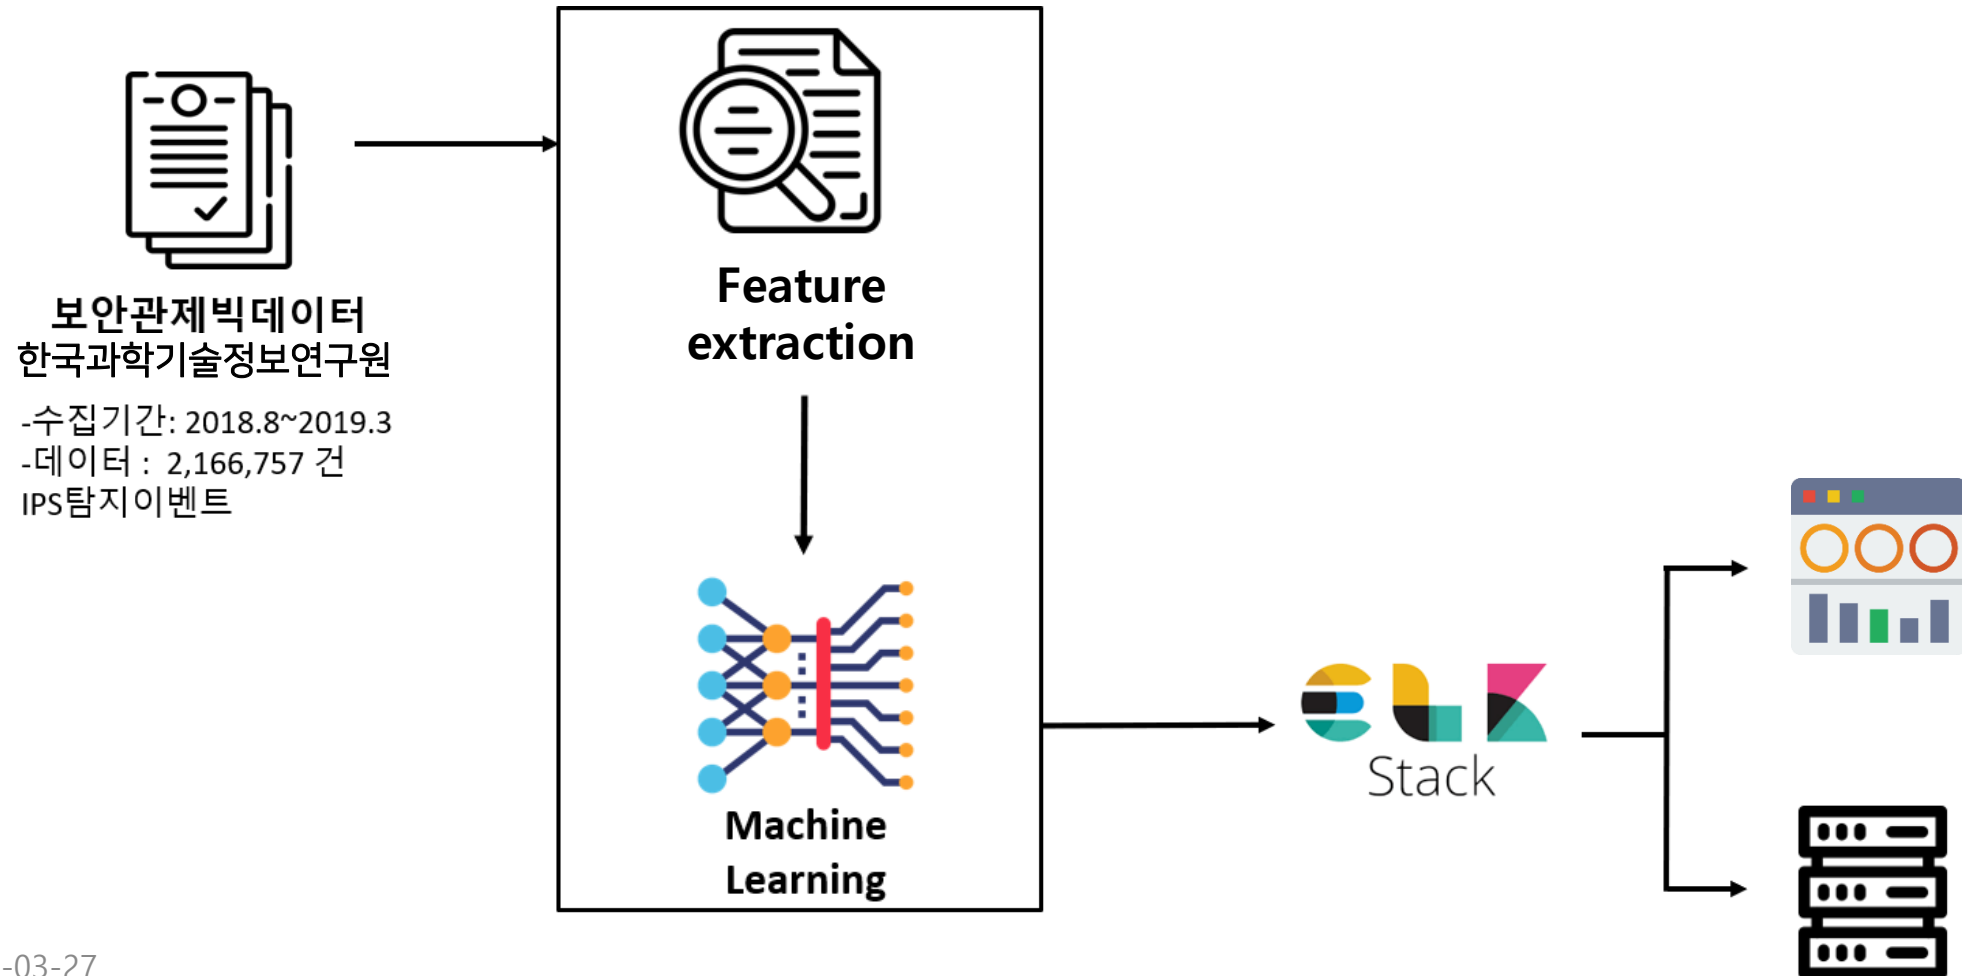 보안관제빅데이터
한국과학기술정보연구원
-수집기간: 2018.8~2019.3
-데이터 : 2,166,757 건
IPS탐지이벤트
Feature
extraction
Machine
Learning
ELK
Stack
-03-27